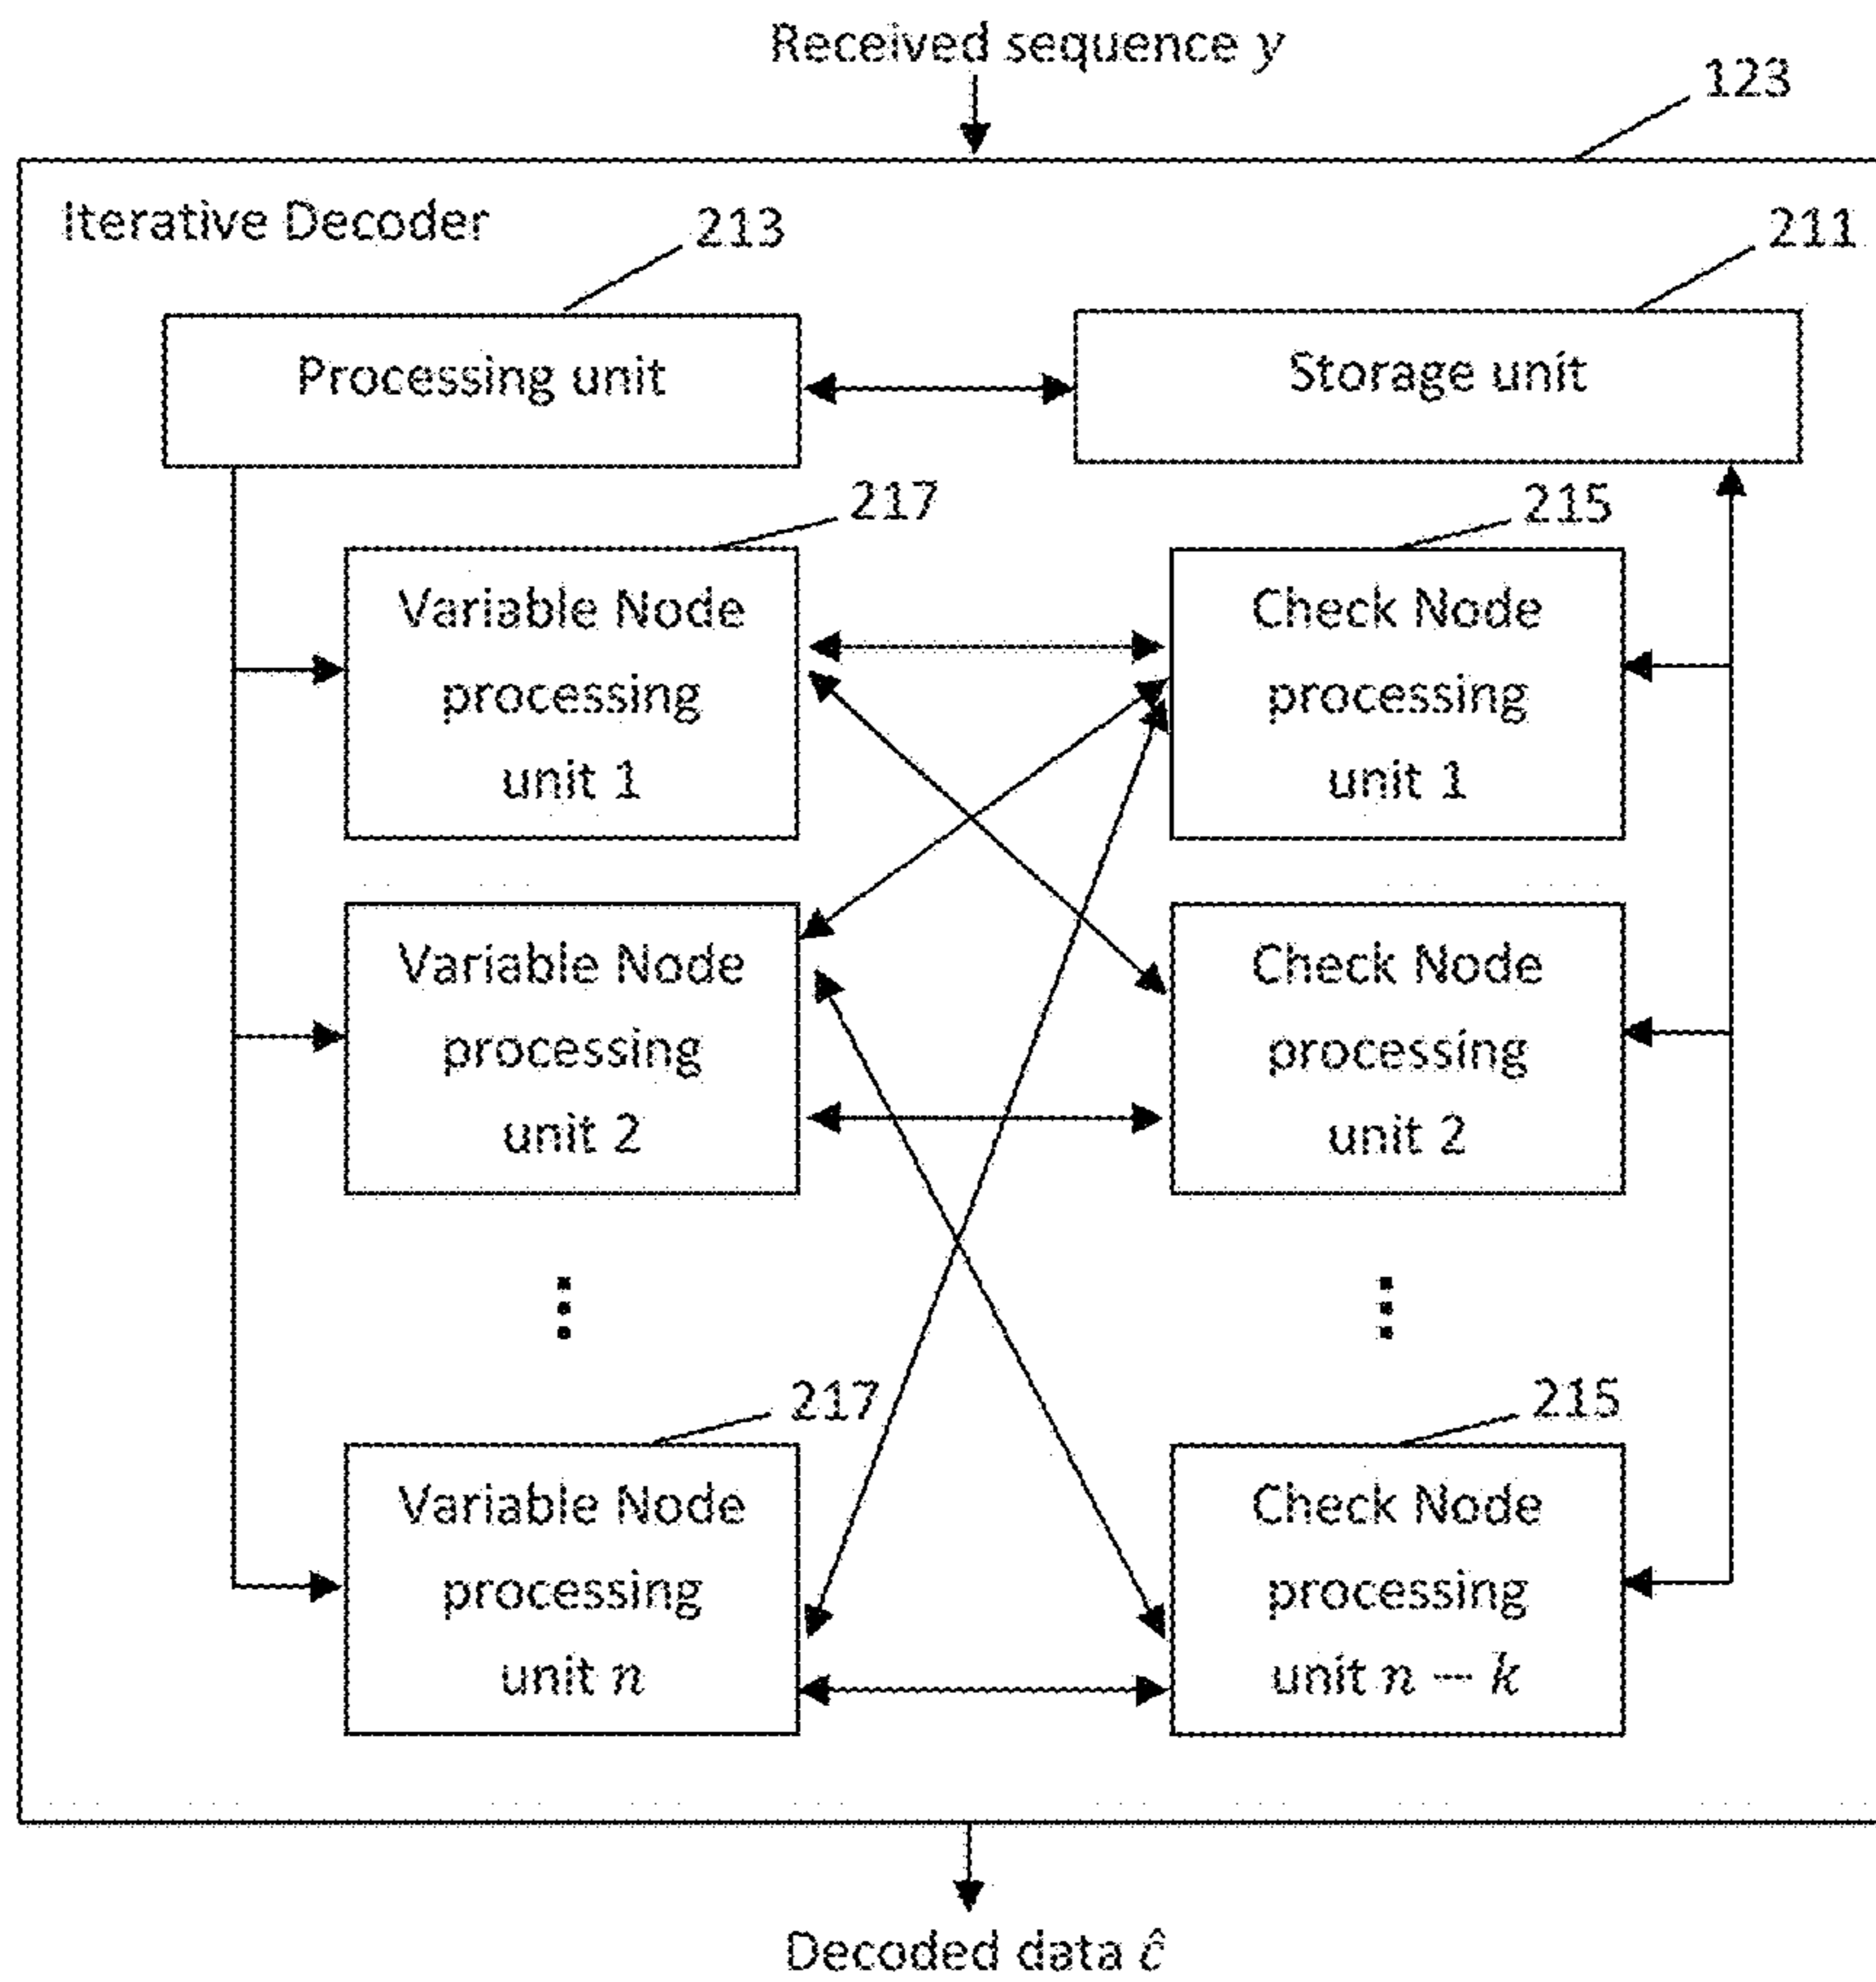 Received sequence y
123
Iterative Decoder
213
211
Processing unit
Storage unit
217
215
Variable Node
processing
unit 1
Check Node
processing
unit 1
Variable Node
processing
unit 2
Check Node
processing
unit 2
217
215
Variable Node
processing
unit n
Check Node
processing
unit n − k
Decoded data ĉ